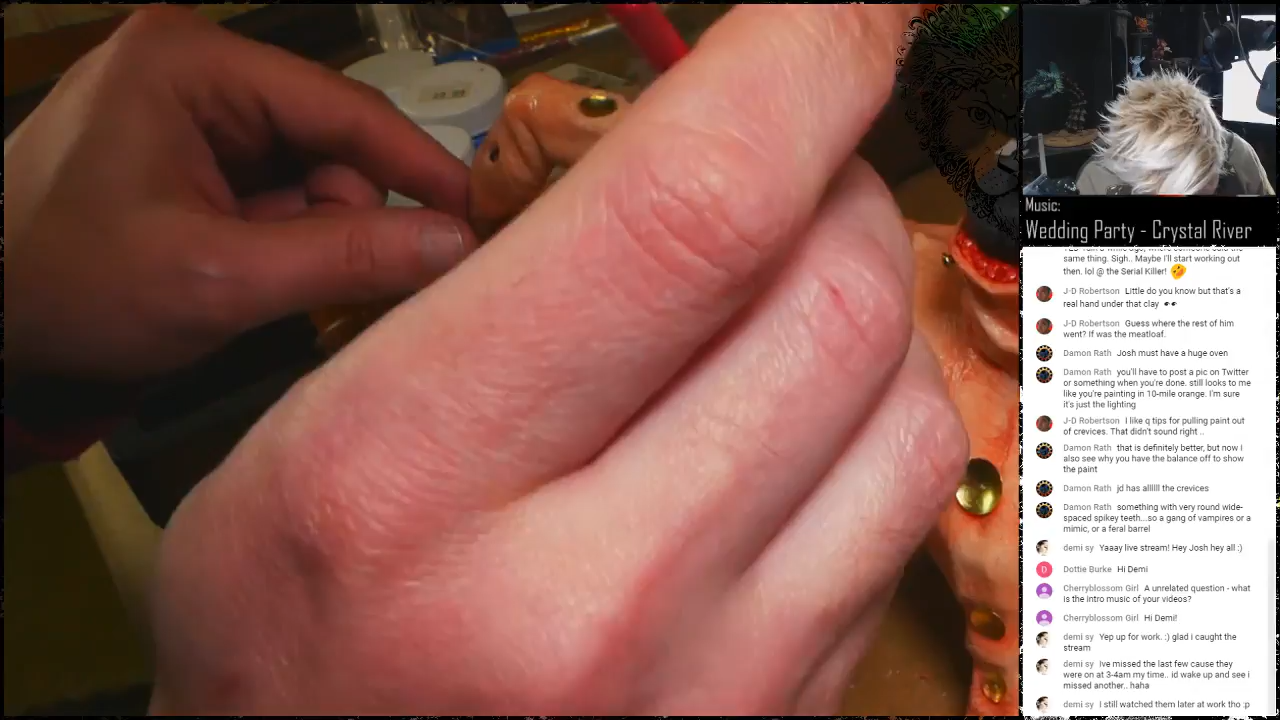 Music:
Wedding Party - Crystal River
same thing. Sigh.. Maybe I'll start working out
then. lol @ the Serial Killer!
J-D Robertson Little do you know but that's a
real hand under that clay
J-D Robertson Guess where the rest of him
went? If was the meatloaf.
Damon Rath Josh must have a huge oven
Damon Rath you'll have to post a pic on Twitter
or something when you're done. still looks to me
like you're painting in 10-mile orange. I'm sure
it's just the lighting
J-D Robertson I like q tips for pulling paint out
of crevices. That didn't sound right ..
Damon Rath that is definitely better, but now i
also see why you have the balance off to show
the paint
Damon Rath jd has allllll the crevices
Damon Rath something with very round wide-
spaced spikey teeth...so a gang of vampires or a
mimic, or a feral barrel
demi sy Yaaay live stream! Hey Josh hey all :)
D
Dottie Burke Hi Demi
Cherryblossom Girl A unrelated question - what
is the intro music of your videos?
Cherryblossom Girl Hi Demi!
demi sy Yep up for work. :) glad i caught the
stream
demi sy Ive missed the last few cause they
were on at 3-4am my time.. id wake up and see i
missed another.. haha
demi sy I still watched them later at work tho :p